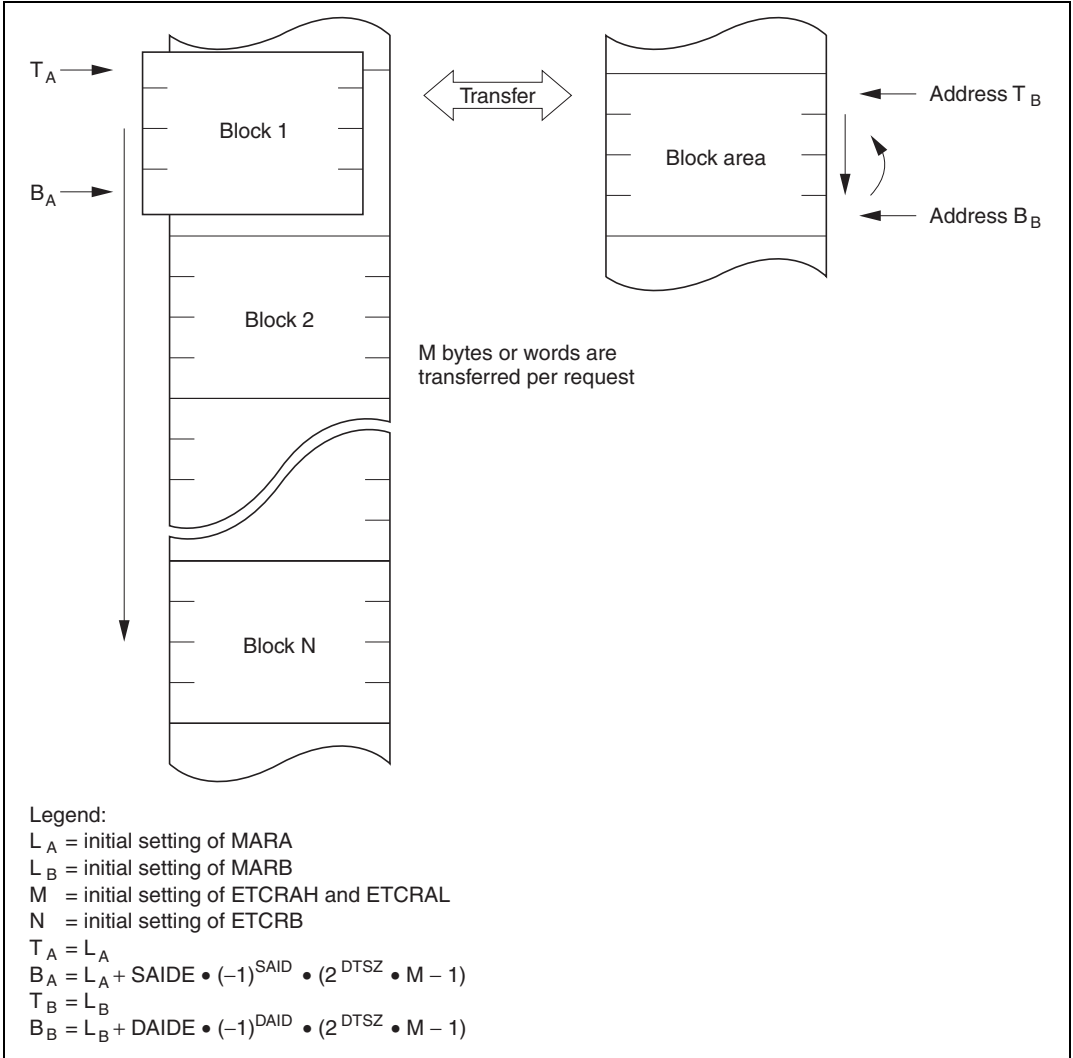 T A
B A
Block 1
Transfer
Block area
Address T B
Address B B
Block 2
M bytes or words are
transferred per request
Block N
Legend:
L A = initial setting of MARA
L B = initial setting of MARB
M = initial setting of ETCRAH and ETCRAL
N = initial setting of ETCRB
T A = L A
B A = L A + SAIDE • (−1)^SAID • (2^DTSZ • M − 1)
T B = L B
B B = L B + DAIDE • (−1)^DAID • (2^DTSZ • M − 1)